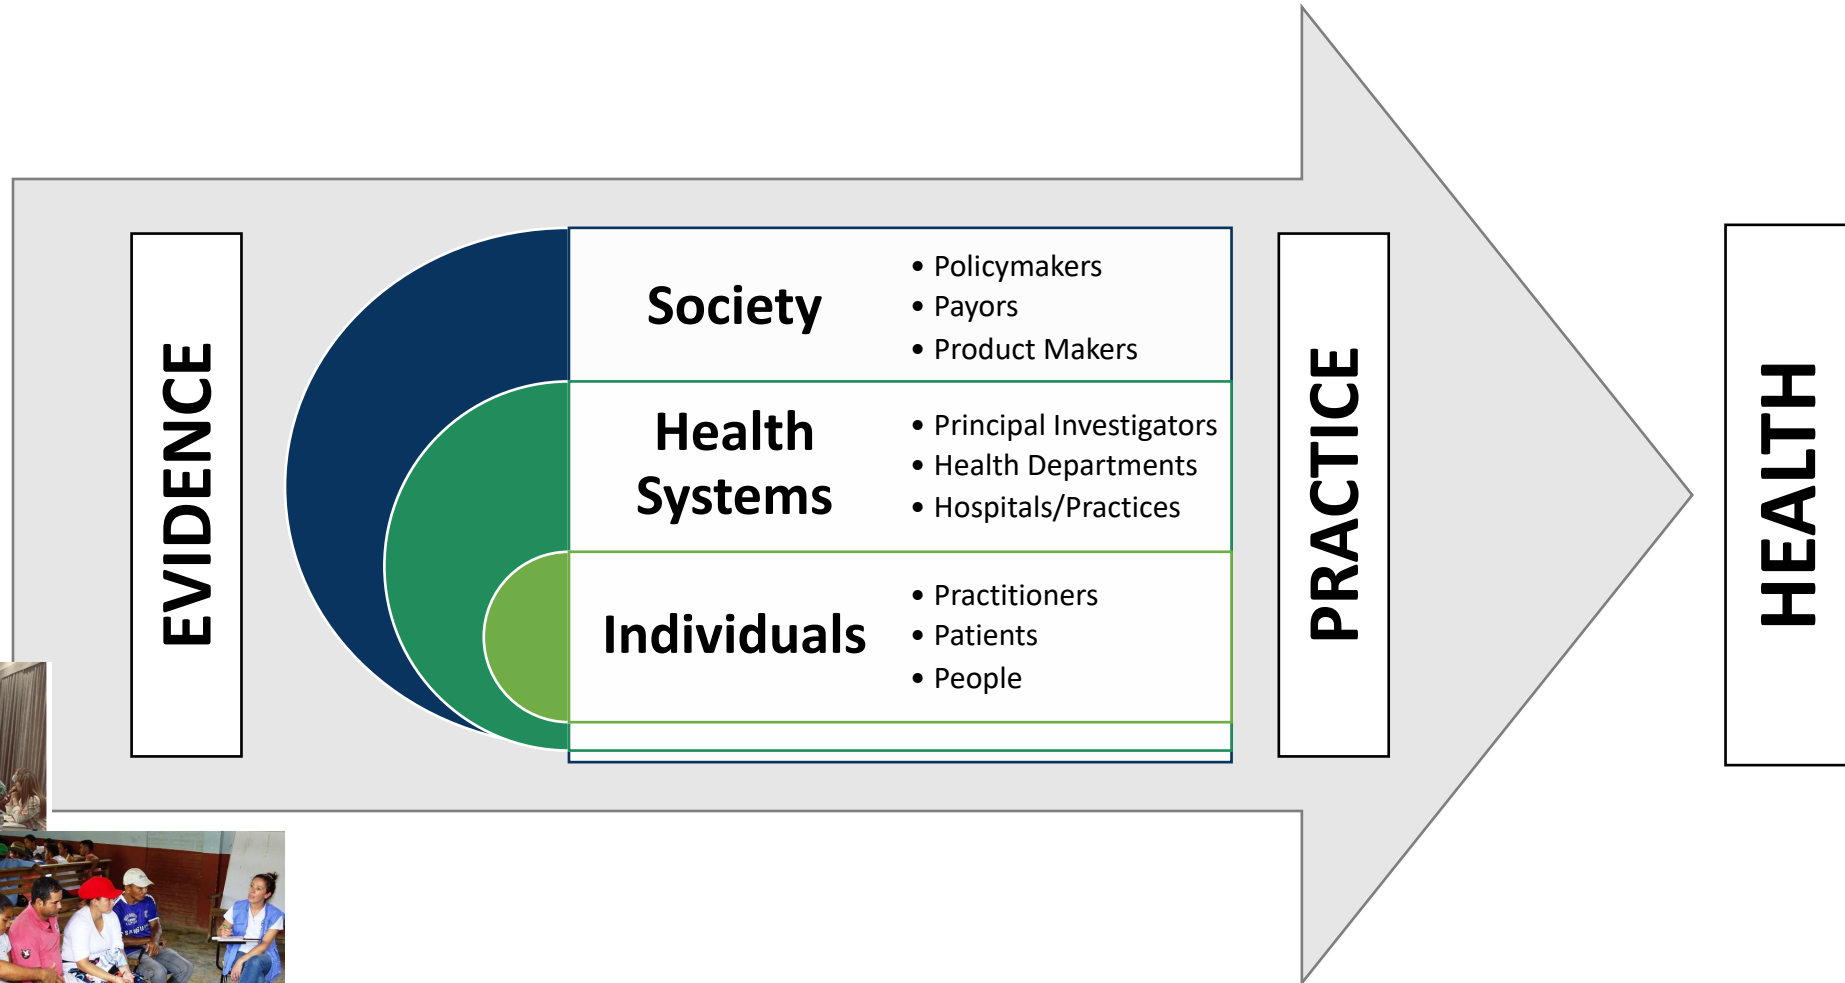 EVIDENCE
Society
• Policymakers
• Payors
• Product Makers
Health
Systems
• Principal Investigators
• Health Departments
• Hospitals/Practices
Individuals
• Practitioners
• Patients
• People
PRACTICE
HEALTH